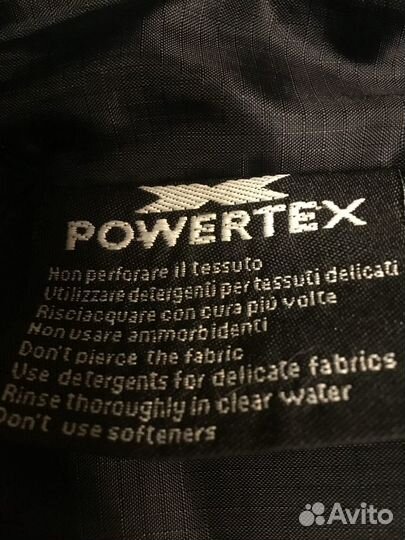 POWERTEX
Non perforare il tessuto
Utilizzare detergenti per tessuti delicati
Risciacquare con cura più volte
Non usare ammorbidenti
Don't pierce the fabric
Use detergents for delicate fabrics
Rinse thoroughly in clear water
Don't use softeners
Avito